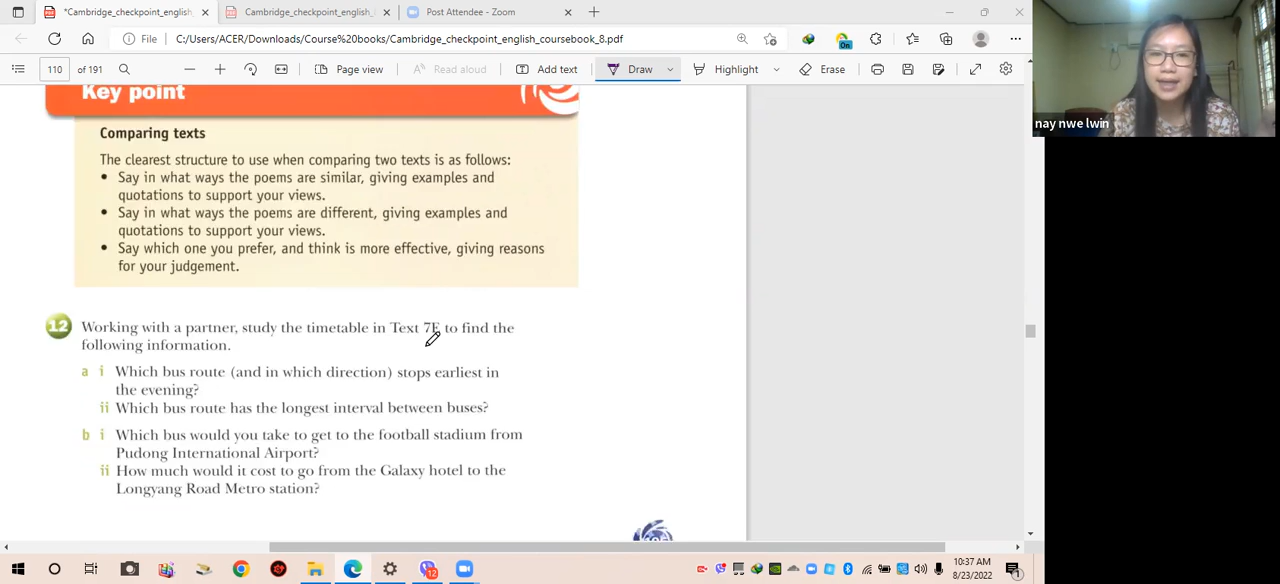 *Cambridge_checkpoint_english_
Cambridge_checkpoint_english_
Post Attendee - Zoom
File
C:/Users/ACER/Downloads/Course%20books/Cambridge_checkpoint_english_coursebook_8.pdf
On
110 of 191
Page view
Read aloud
Add text
Draw
Highlight
Erase
nay nwe lwin
Key point
Comparing texts
The clearest structure to use when comparing two texts is as follows:
• Say in what ways the poems are similar, giving examples and
quotations to support your views.
• Say in what ways the poems are different, giving examples and
quotations to support your views.
• Say which one you prefer, and think is more effective, giving reasons
for your judgement.
12 Working with a partner, study the timetable in Text 7E to find the
following information.
a i Which bus route (and in which direction) stops earliest in
the evening?
ii Which bus route has the longest interval between buses?
b i Which bus would you take to get to the football stadium from
Pudong International Airport?
ii How much would it cost to go from the Galaxy hotel to the
Longyang Road Metro station?
12
10:37 AM
8/23/2022
1